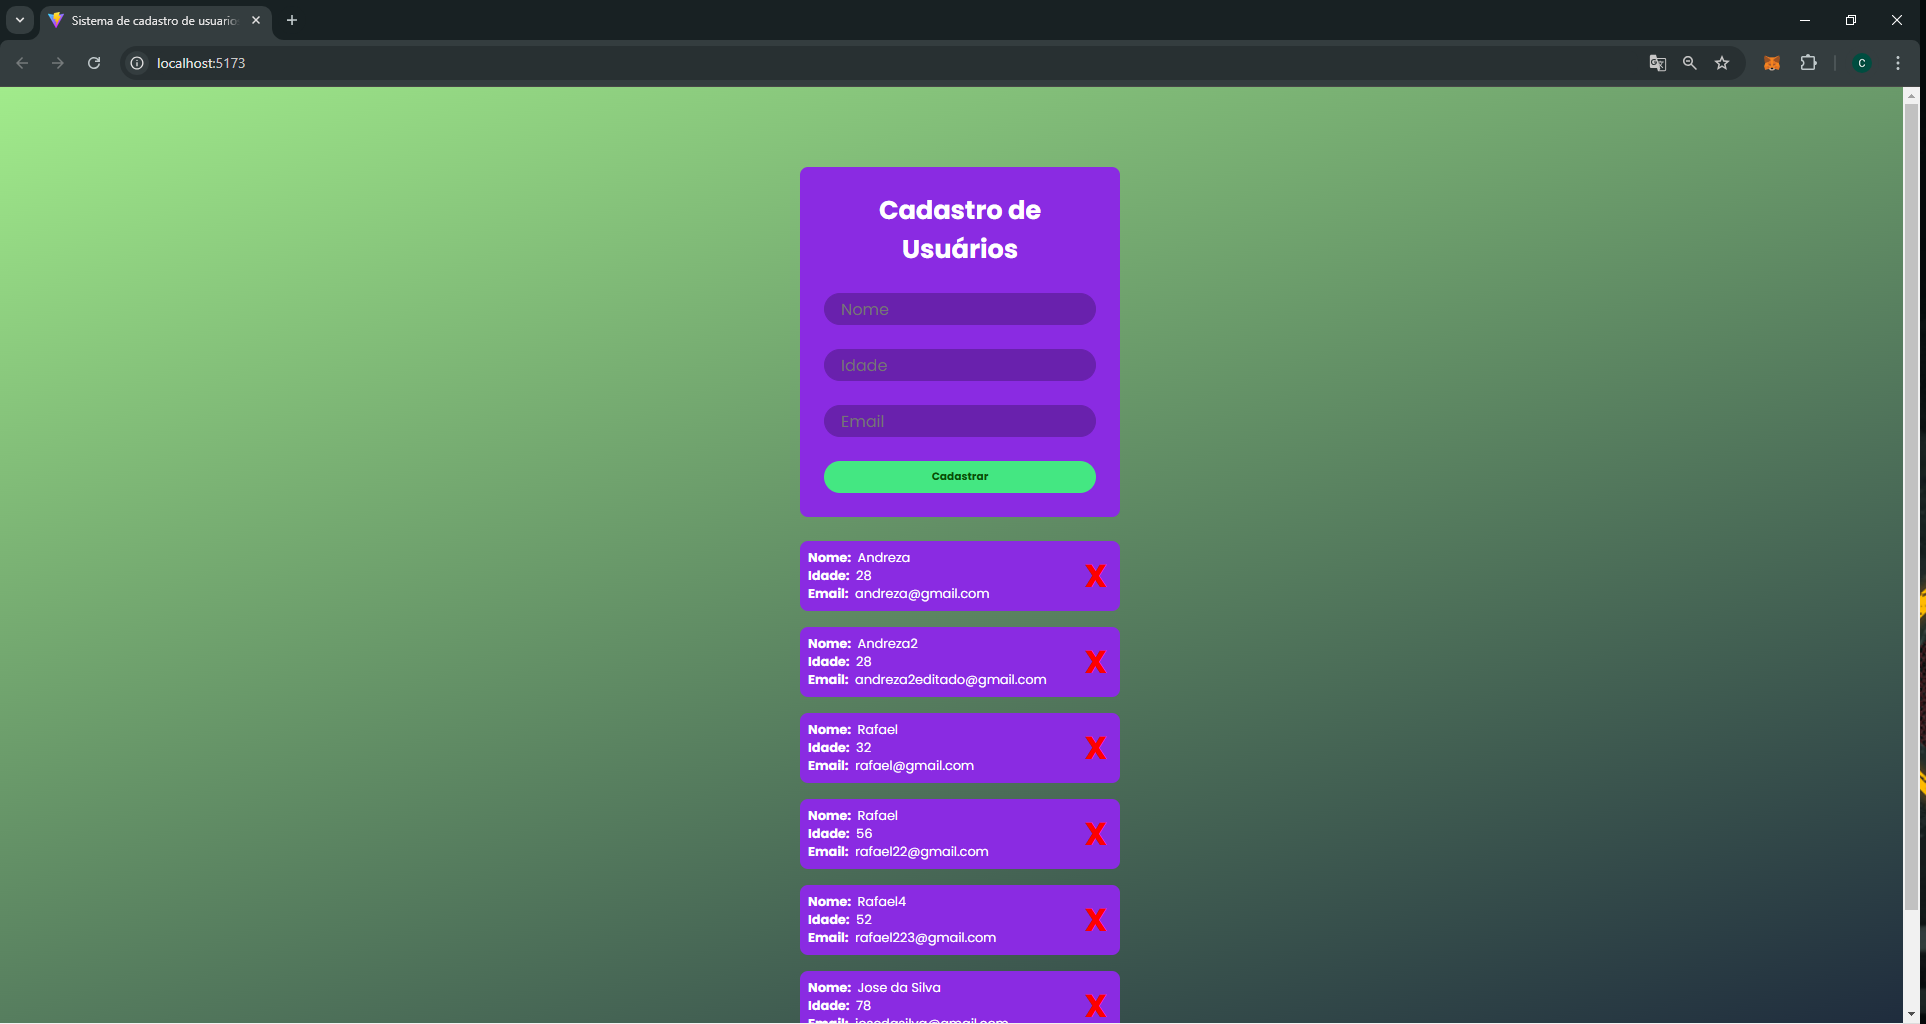 Sistema de cadastro de usuario
localhost:5173
C
Cadastro de
Usuários
Nome
Idade
Email
Cadastrar
Nome: Andreza
Idade: 28
Email: andreza@gmail.com
X
Nome: Andreza2
Idade: 28
Email: andreza2editado@gmail.com
X
Nome: Rafael
Idade: 32
Email: rafael@gmail.com
X
Nome: Rafael
Idade: 56
Email: rafael22@gmail.com
X
Nome: Rafael4
Idade: 52
Email: rafael223@gmail.com
X
Nome: Jose da Silva
Idade: 78
Email: josedasilva@gmail.com
X